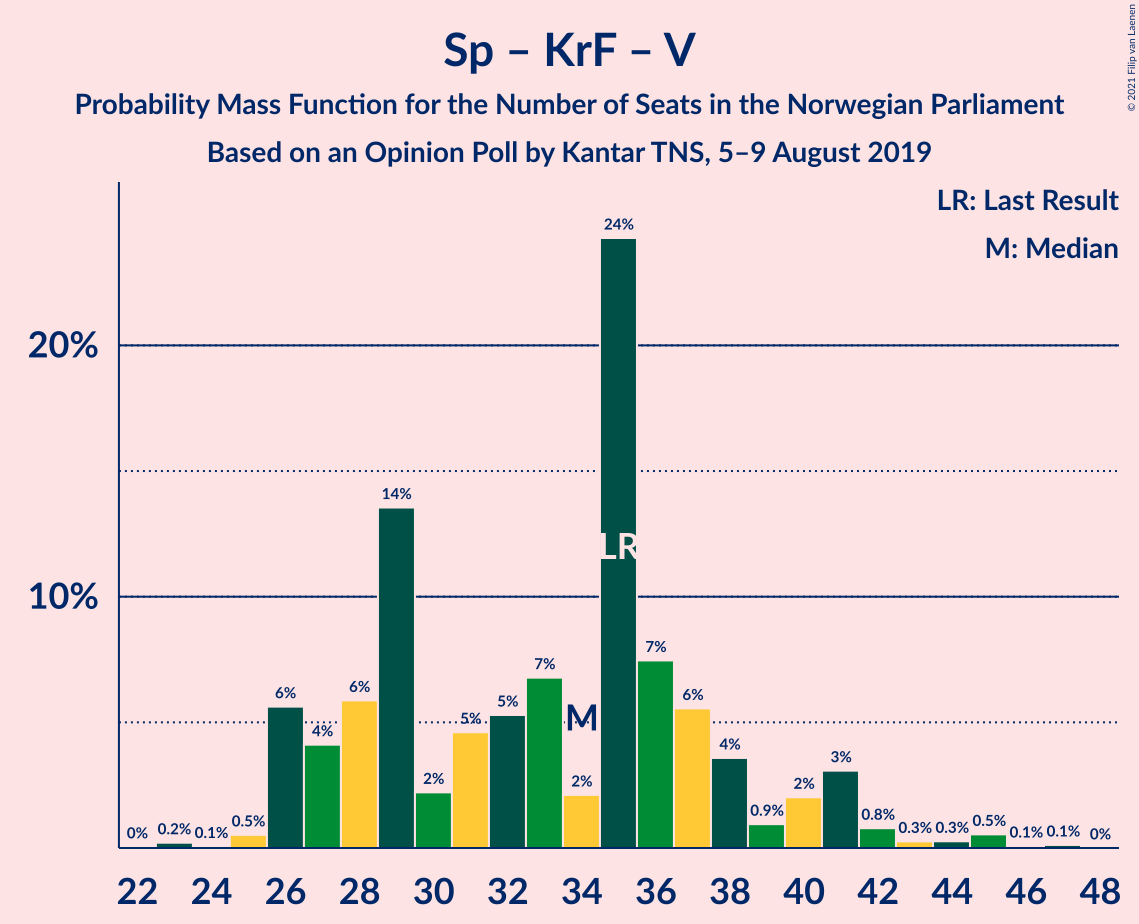 Sp – KrF – V
Probability Mass Function for the Number of Seats in the Norwegian Parliament
Based on an Opinion Poll by Kantar TNS, 5–9 August 2019
© 2021 Filip van Laenen
LR: Last Result
M: Median
20%
10%
0% 0.2% 0.1% 0.5% 6% 4% 6% 14% 2% 5% 5% 7% 2% 24% 7% 6% 4% 0.9% 2% 3% 0.8% 0.3% 0.3% 0.5% 0.1% 0.1% 0%
LR
M
22 24 26 28 30 32 34 36 38 40 42 44 46 48